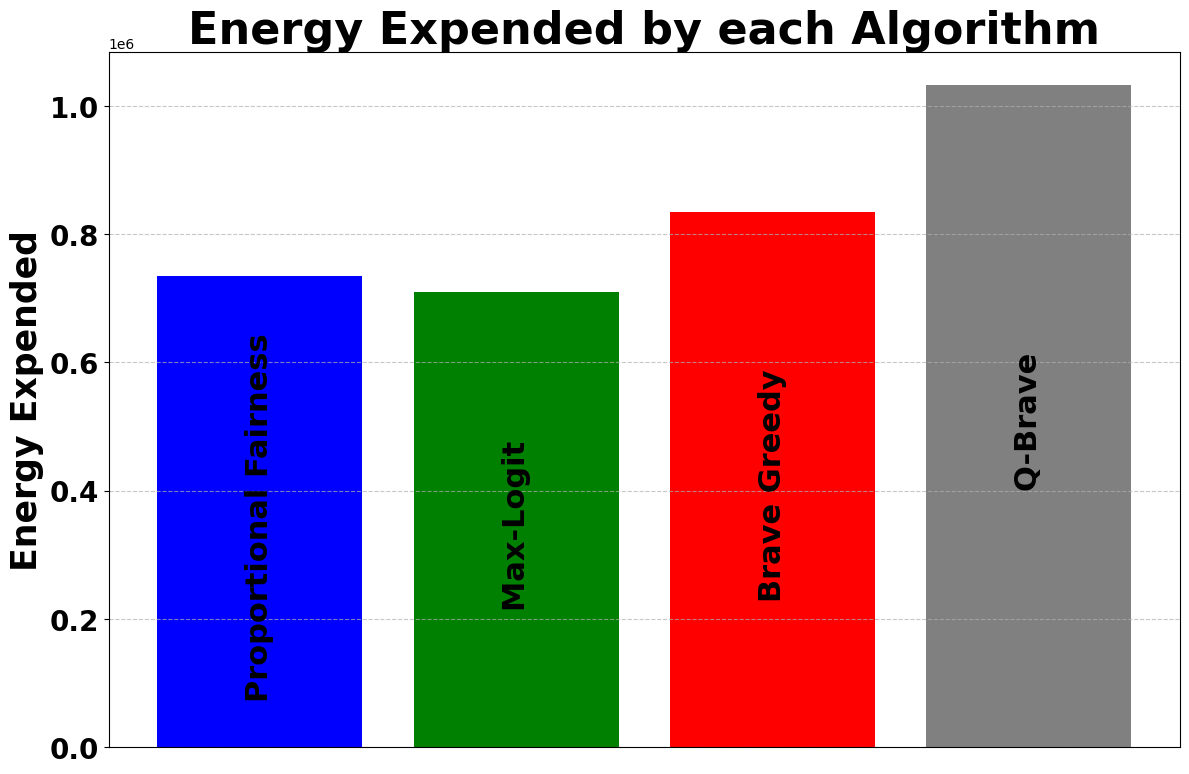 Energy Expended by each Algorithm
1e6
Energy Expended
1.0
0.8
0.6
0.4
0.2
0.0
Proportional Fairness
Max-Logit
Brave Greedy
Q-Brave